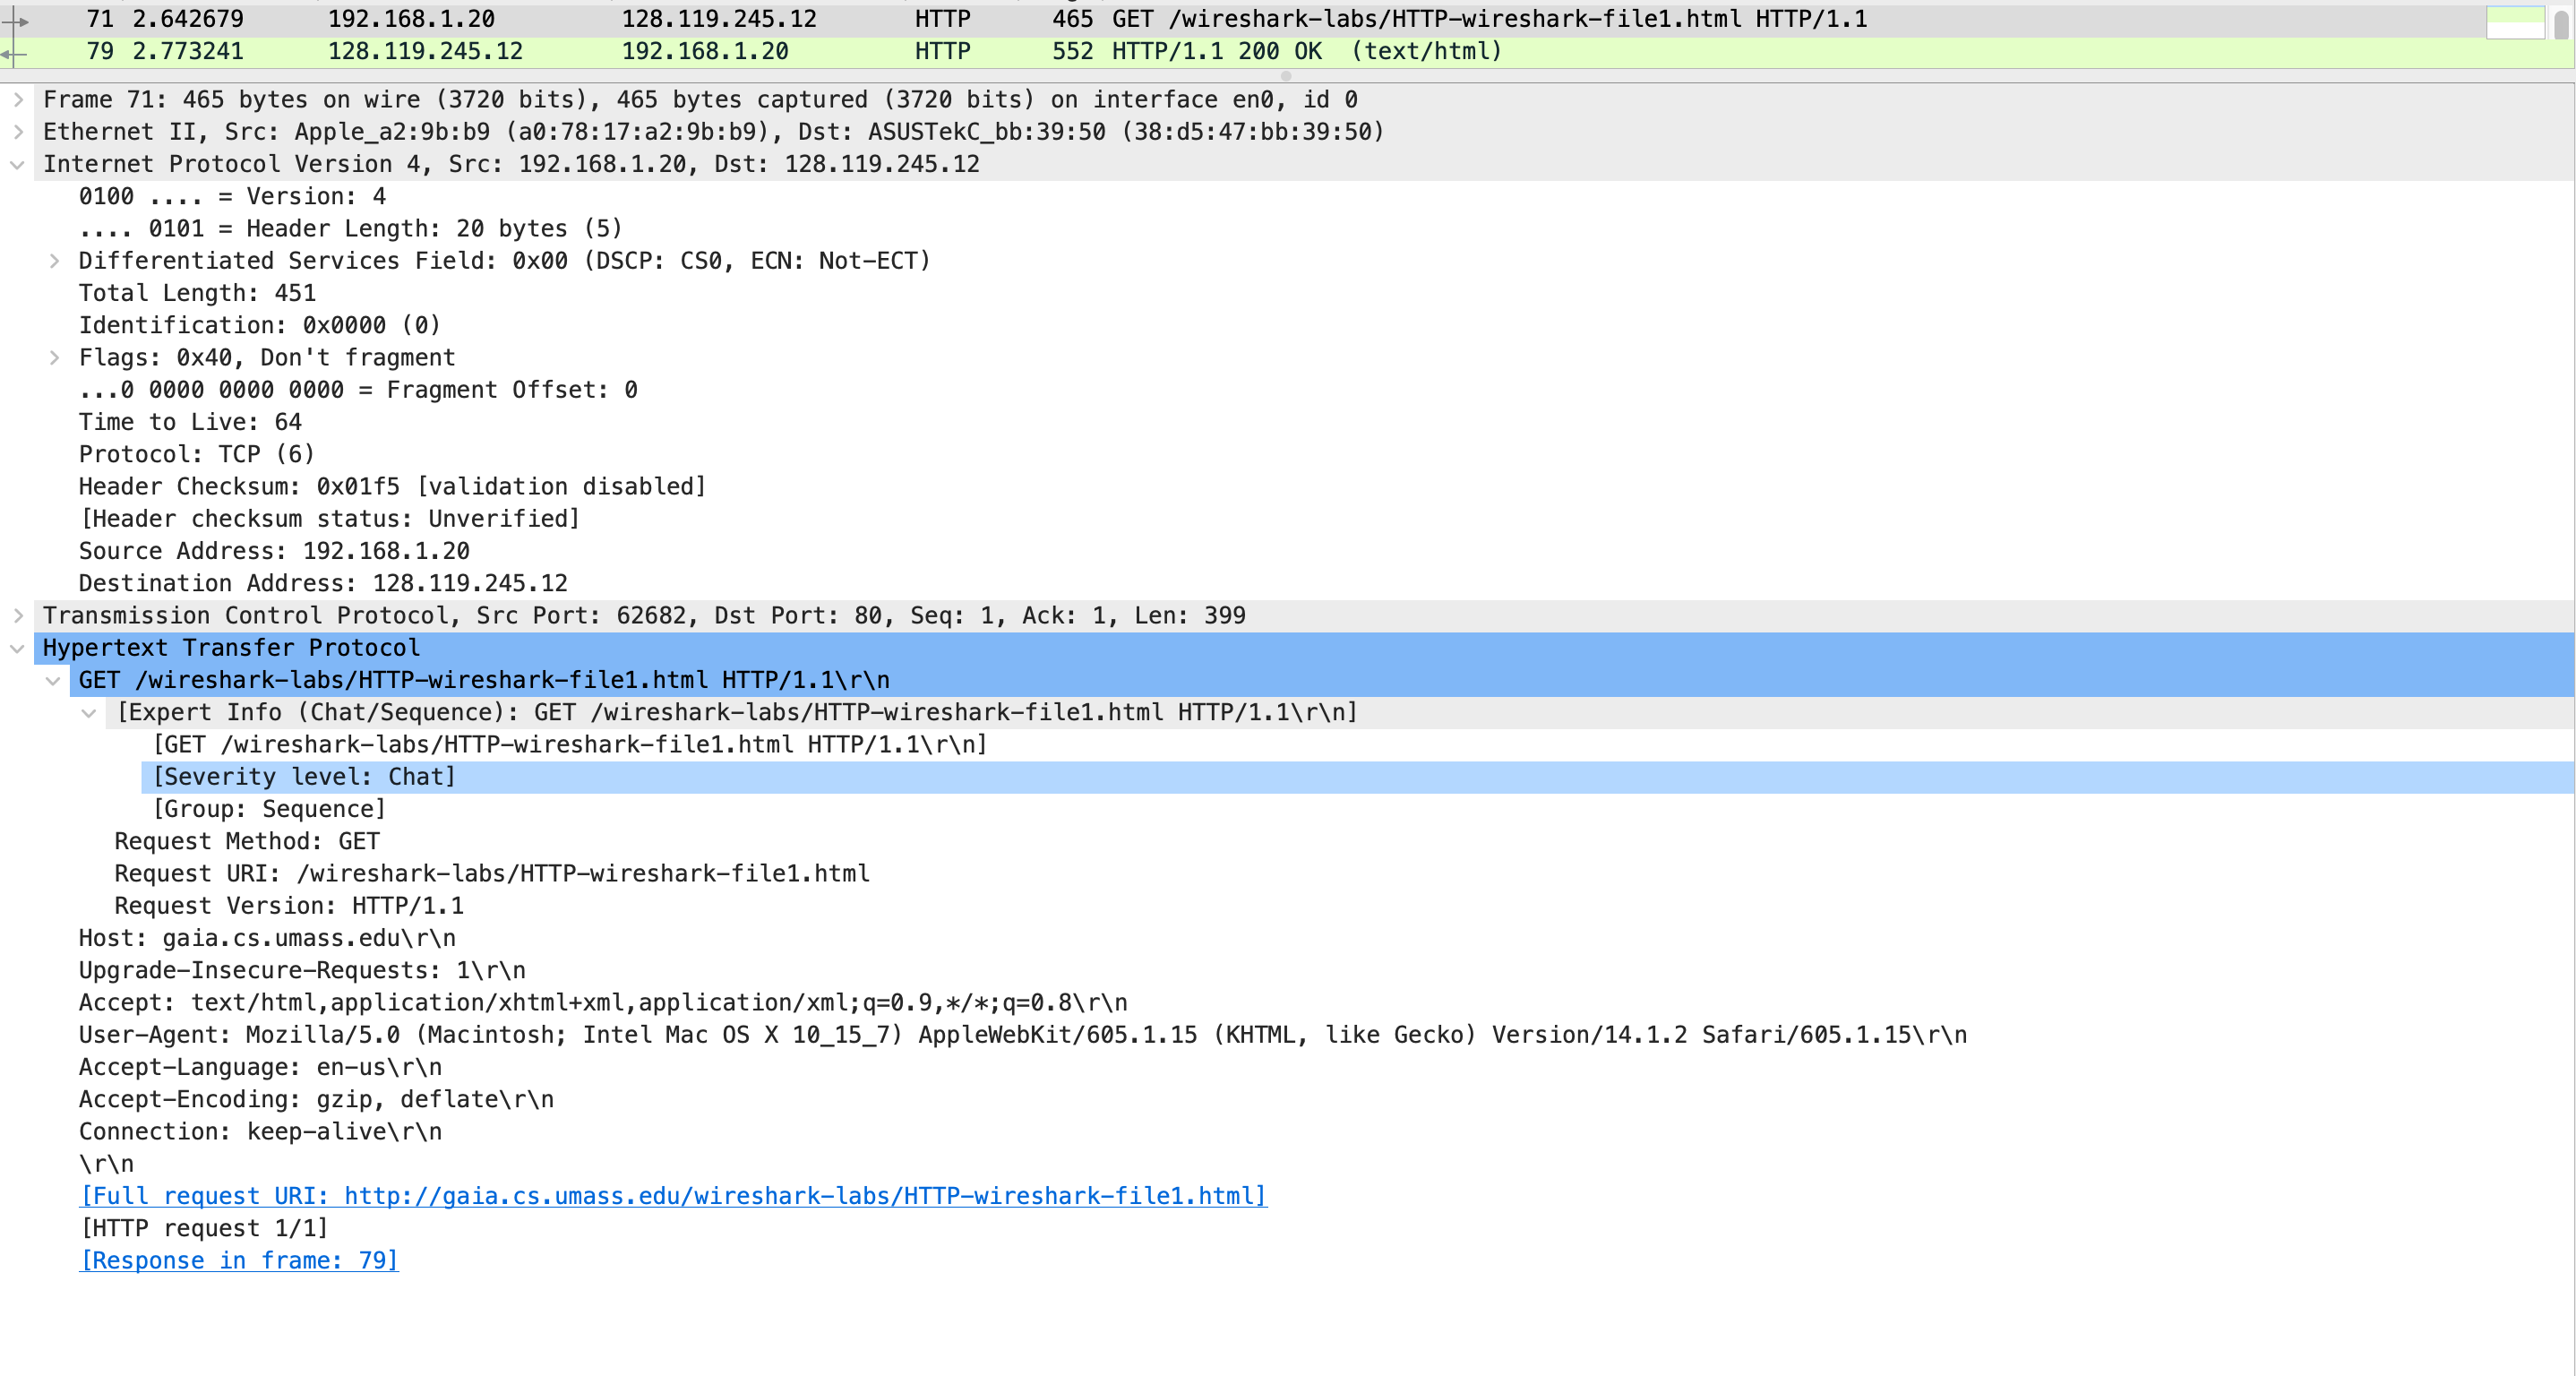 71 2.642679 192.168.1.20 128.119.245.12 HTTP 465 GET /wireshark-labs/HTTP-wireshark-file1.html HTTP/1.1
79 2.773241 128.119.245.12 192.168.1.20 HTTP 552 HTTP/1.1 200 OK (text/html)
Frame 71: 465 bytes on wire (3720 bits), 465 bytes captured (3720 bits) on interface en0, id 0
Ethernet II, Src: Apple_a2:9b:b9 (a0:78:17:a2:9b:b9), Dst: ASUSTekC_bb:39:50 (38:d5:47:bb:39:50)
Internet Protocol Version 4, Src: 192.168.1.20, Dst: 128.119.245.12
0100 .... = Version: 4
.... 0101 = Header Length: 20 bytes (5)
Differentiated Services Field: 0x00 (DSCP: CS0, ECN: Not-ECT)
Total Length: 451
Identification: 0x0000 (0)
Flags: 0x40, Don't fragment
...0 0000 0000 0000 = Fragment Offset: 0
Time to Live: 64
Protocol: TCP (6)
Header Checksum: 0x01f5 [validation disabled]
[Header checksum status: Unverified]
Source Address: 192.168.1.20
Destination Address: 128.119.245.12
Transmission Control Protocol, Src Port: 62682, Dst Port: 80, Seq: 1, Ack: 1, Len: 399
Hypertext Transfer Protocol
GET /wireshark-labs/HTTP-wireshark-file1.html HTTP/1.1\r\n
[Expert Info (Chat/Sequence): GET /wireshark-labs/HTTP-wireshark-file1.html HTTP/1.1\r\n]
[GET /wireshark-labs/HTTP-wireshark-file1.html HTTP/1.1\r\n]
[Severity level: Chat]
[Group: Sequence]
Request Method: GET
Request URI: /wireshark-labs/HTTP-wireshark-file1.html
Request Version: HTTP/1.1
Host: gaia.cs.umass.edu\r\n
Upgrade-Insecure-Requests: 1\r\n
Accept: text/html,application/xhtml+xml,application/xml;q=0.9,*/*;q=0.8\r\n
User-Agent: Mozilla/5.0 (Macintosh; Intel Mac OS X 10_15_7) AppleWebKit/605.1.15 (KHTML, like Gecko) Version/14.1.2 Safari/605.1.15\r\n
Accept-Language: en-us\r\n
Accept-Encoding: gzip, deflate\r\n
Connection: keep-alive\r\n
\r\n
[Full request URI: http://gaia.cs.umass.edu/wireshark-labs/HTTP-wireshark-file1.html]
[HTTP request 1/1]
[Response in frame: 79]